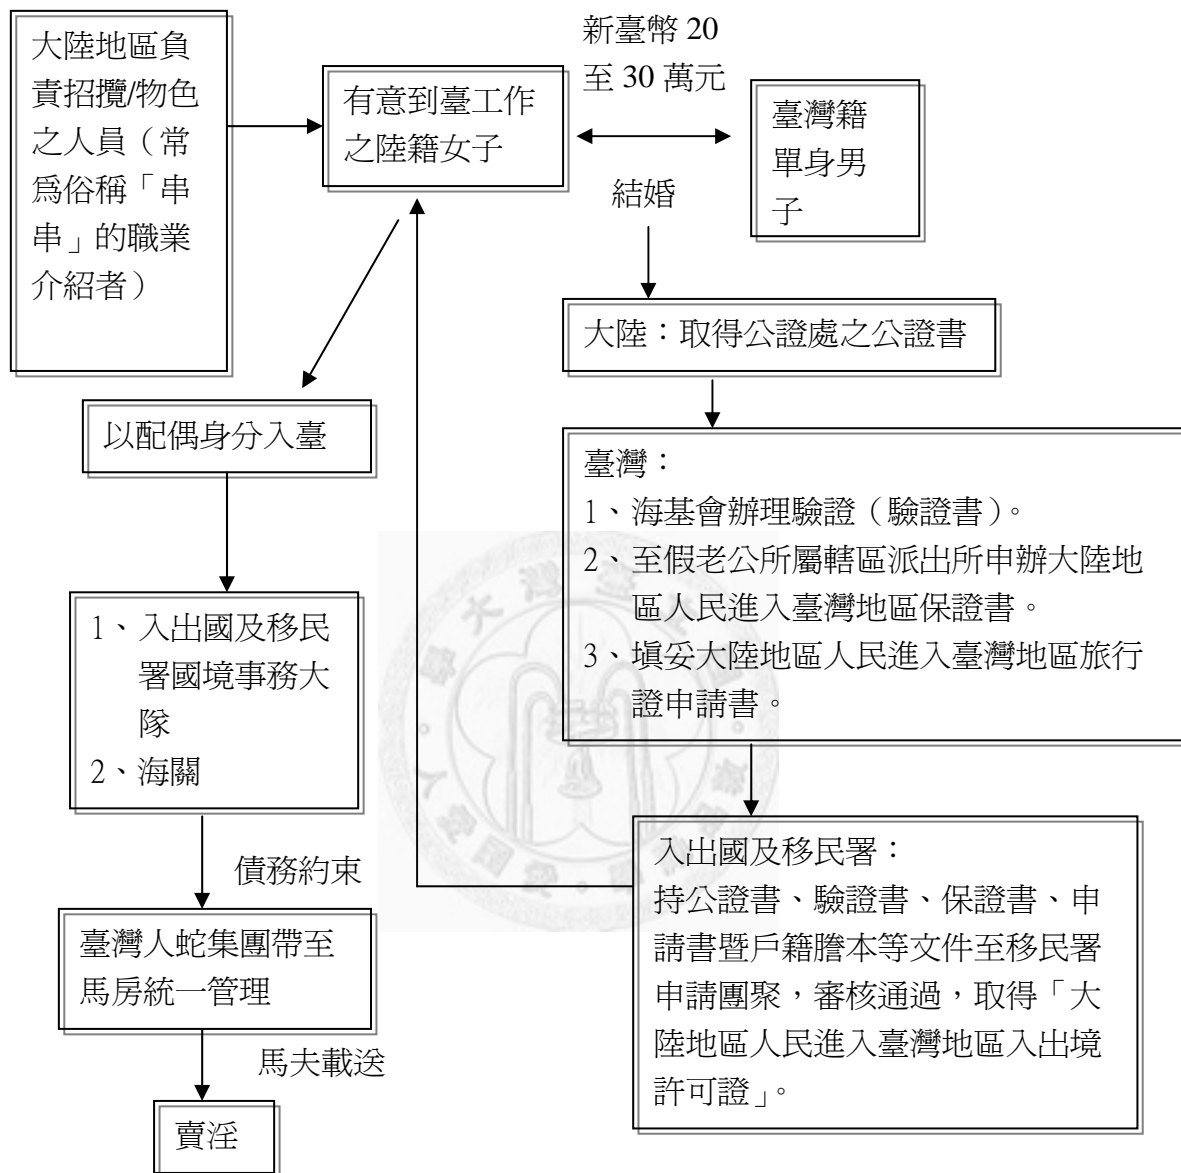 大陸地區負
責招攬/物色
之人員（常
為俗稱「串
串」的職業
介紹者）
有意到臺工作
之陸籍女子
新臺幣 20
至 30 萬元
結婚
臺灣籍
單身男
子
大陸：取得公證處之公證書
臺灣：
1、海基會辦理驗證（驗證書）。
2、至假老公所屬轄區派出所申辦大陸地
區人民進入臺灣地區保證書。
3、填妥大陸地區人民進入臺灣地區旅行
證申請書。
入出國及移民署：
持公證書、驗證書、保證書、申
請書暨戶籍謄本等文件至移民署
申請團聚，審核通過，取得「大
陸地區人民進入臺灣地區入出境
許可證」。
以配偶身分入臺
1、入出國及移民
署國境事務大
隊
2、海關
債務約束
臺灣人蛇集團帶至
馬房統一管理
馬夫載送
賣淫